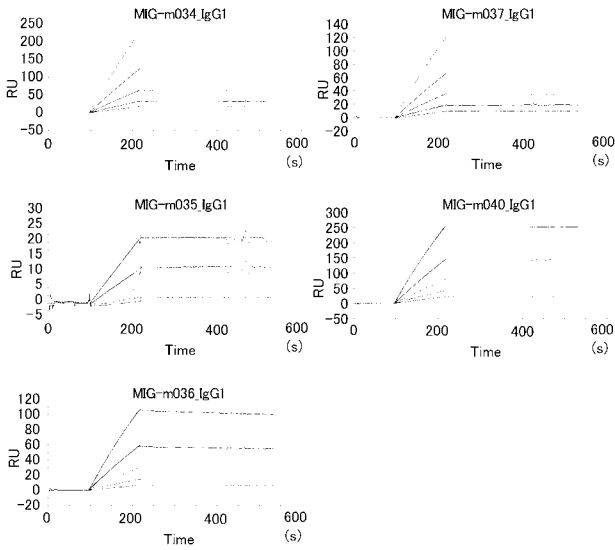 MIG-m034_IgG1
250
200
150
100
50
0
-50
RU
0 200 400 600
Time (s)
MIG-m037_IgG1
140
120
100
80
60
40
20
0
-20
RU
0 200 400 600
Time (s)
MIG-m035_IgG1
30
25
20
15
10
5
0
-5
RU
0 200 400 600
Time (s)
MIG-m040_IgG1
300
250
200
150
100
50
0
-50
RU
0 200 400 600
Time (s)
MIG-m036_IgG1
120
100
80
60
40
20
0
-20
RU
0 200 400 600
Time (s)